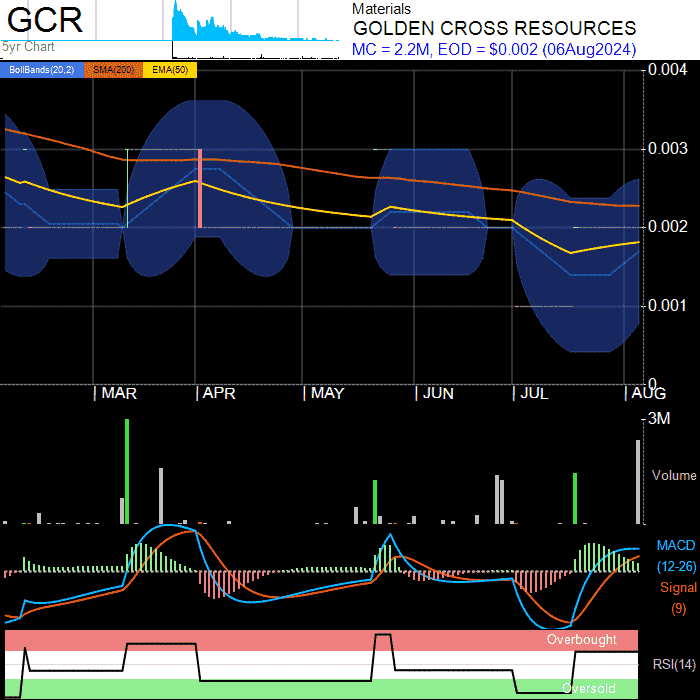 GCR
5yr Chart
Materials
GOLDEN CROSS RESOURCES
MC = 2.2M, EOD = $0.002 (06Aug2024)
BollBands(20,2) SMA(200) EMA(50)
0.004
0.003
0.002
0.001
0
| MAR | APR | MAY | JUN | JUL | AUG
3M
Volume
MACD
(12-26)
Signal
(9)
Overbought
RSI(14)
Oversold